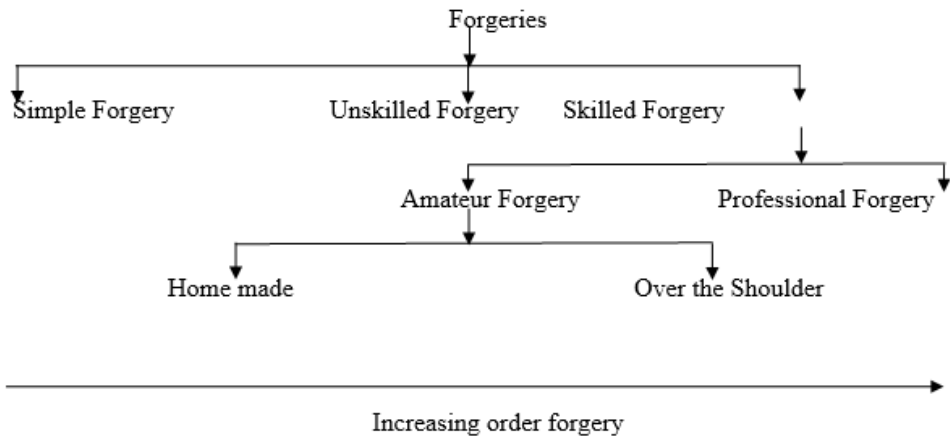 Forgeries
Simple Forgery Unskilled Forgery Skilled Forgery
Amateur Forgery Professional Forgery
Home made Over the Shoulder
Increasing order forgery